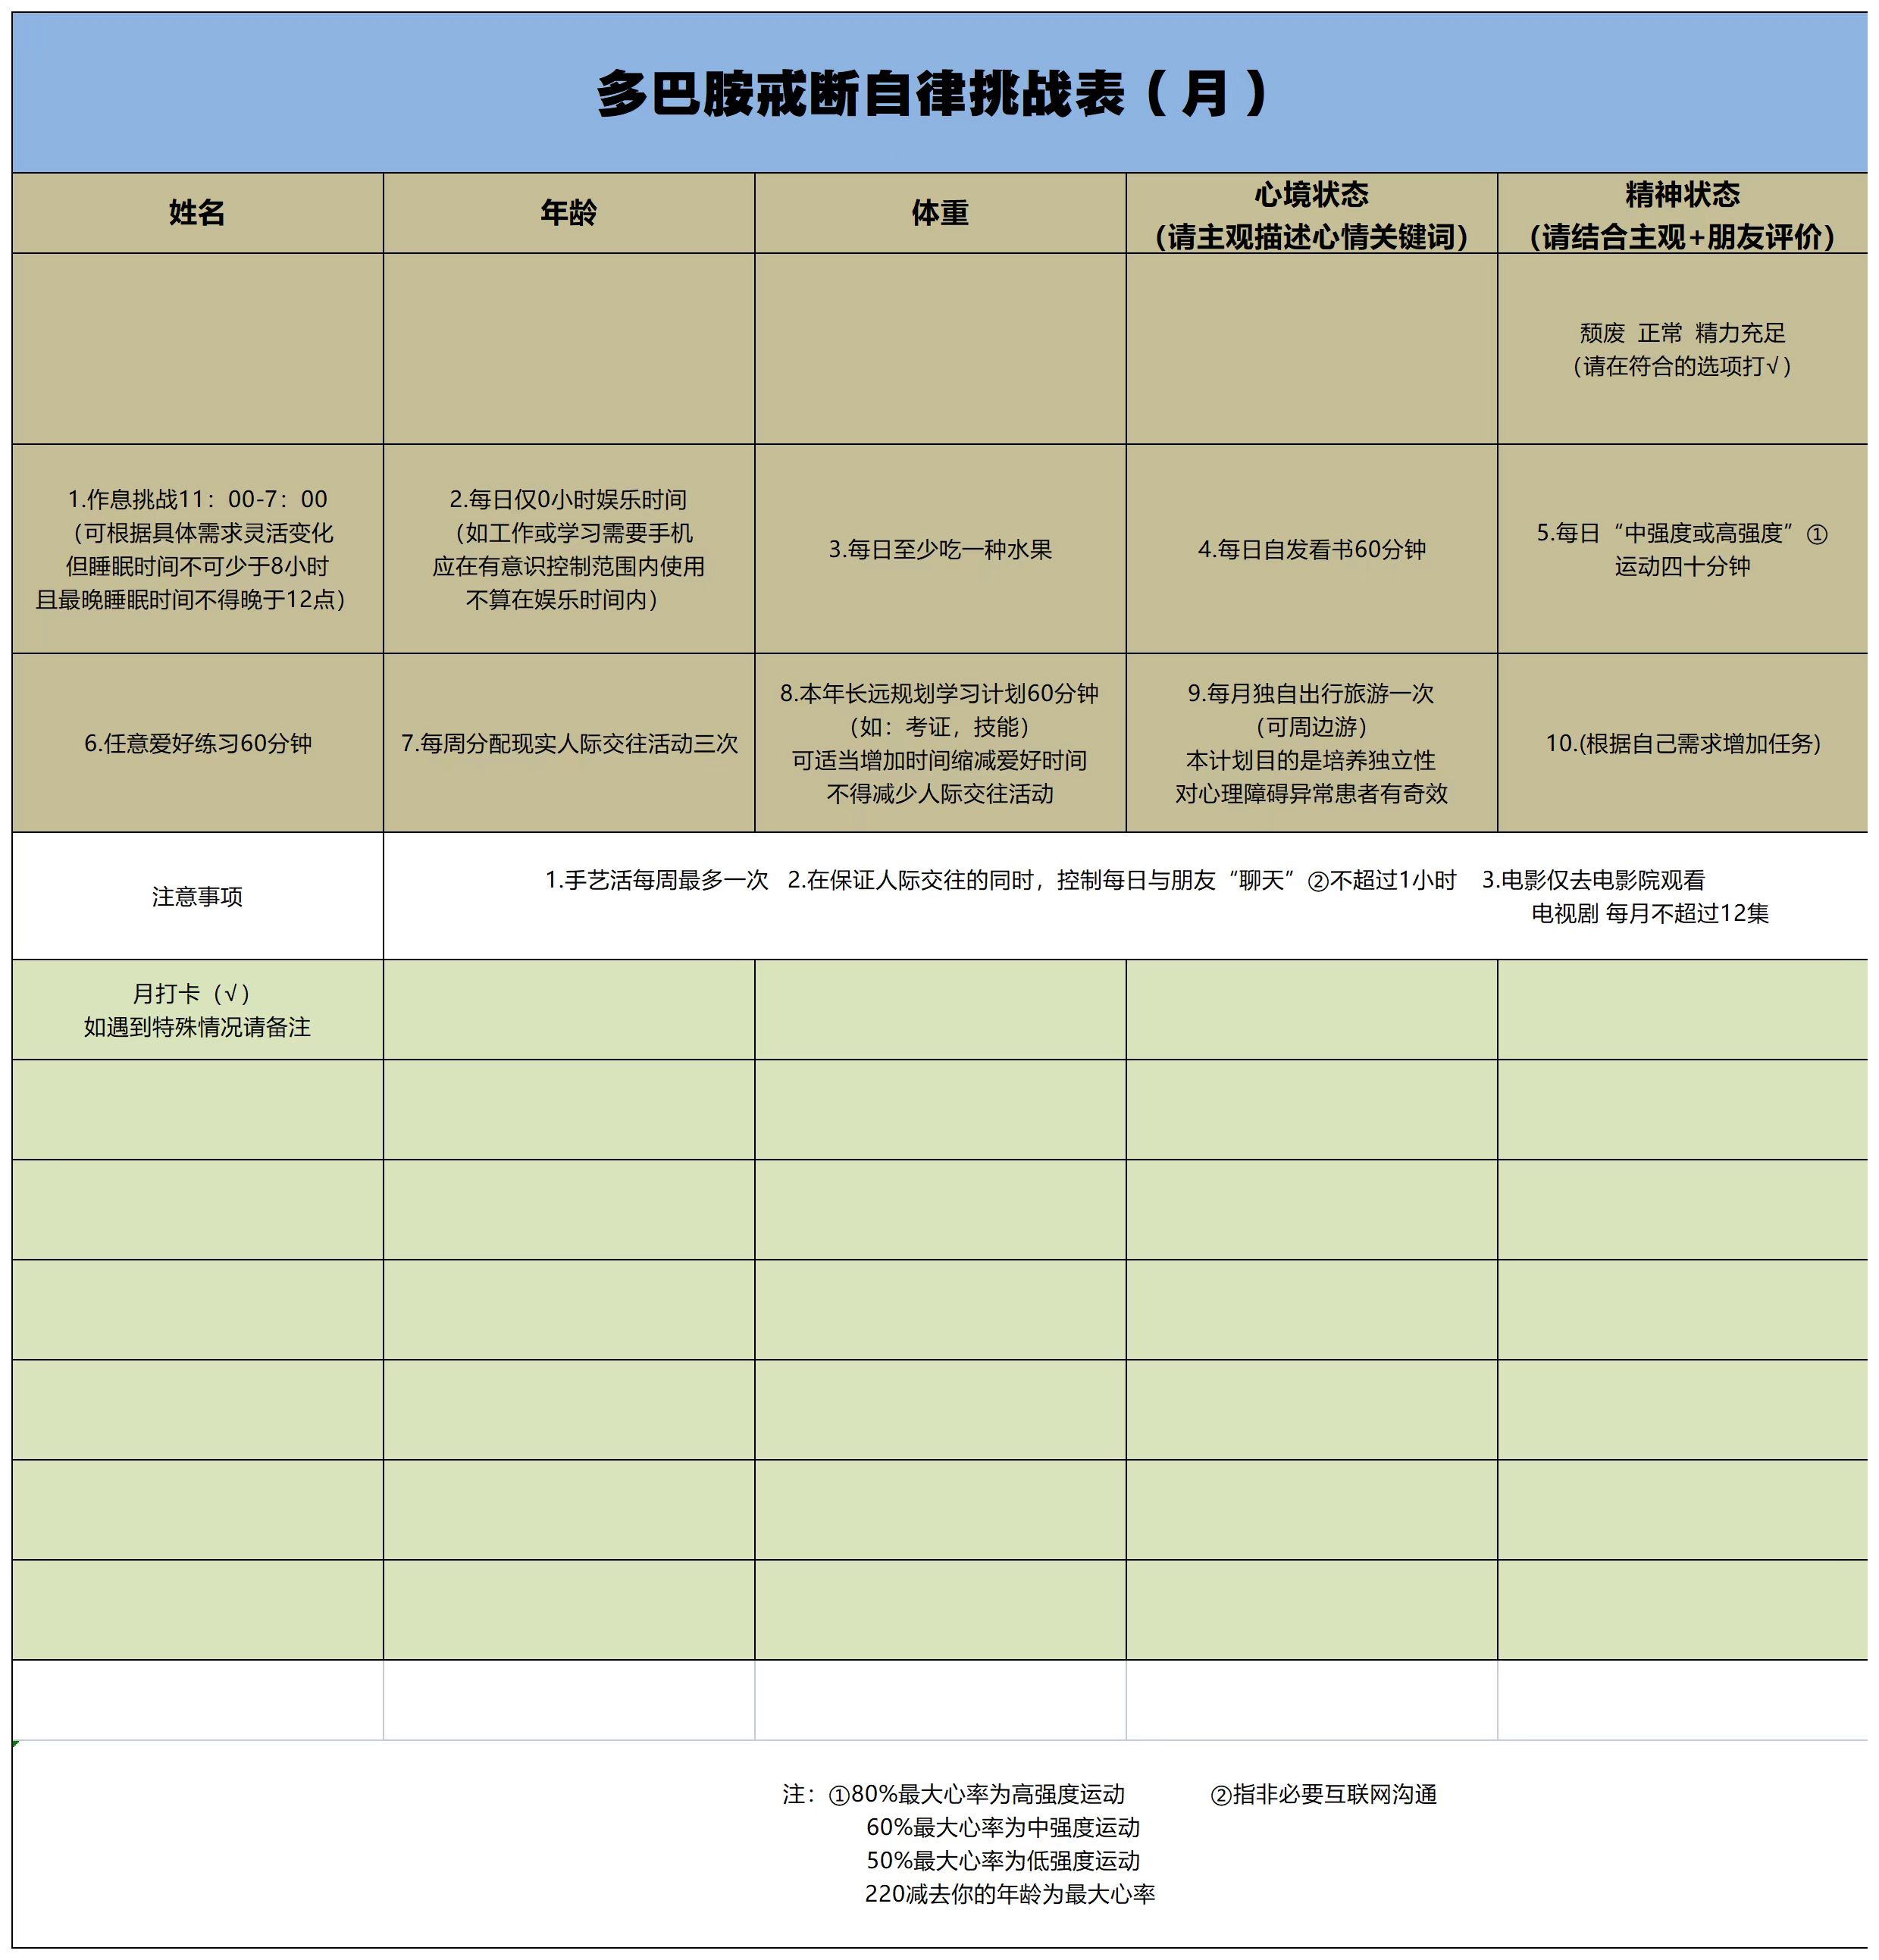 多巴胺戒断自律挑战表（月）
姓名
年龄
体重
心境状态
（请主观描述心情关键词）
精神状态
（请结合主观+朋友评价）
颓废 正常 精力充足
（请在符合的选项打√）
1.作息挑战11：00-7：00
（可根据具体需求灵活变化
但睡眠时间不可少于8小时
且最晚睡眠时间不得晚于12点）
2.每日仅0小时娱乐时间
（如工作或学习需要手机
应在有意识控制范围内使用
不算在娱乐时间内）
3.每日至少吃一种水果
4.每日自发看书60分钟
5.每日“中强度或高强度”①
运动四十分钟
6.任意爱好练习60分钟
7.每周分配现实人际交往活动三次
8.本年长远规划学习计划60分钟
（如：考证，技能）
可适当增加时间缩减爱好时间
不得减少人际交往活动
9.每月独自出行旅游一次
（可周边游）
本计划目的是培养独立性
对心理障碍异常患者有奇效
10.(根据自己需求增加任务)
注意事项
1.手艺活每周最多一次 2.在保证人际交往的同时，控制每日与朋友“聊天”②不超过1小时 3.电影仅去电影院观看
电视剧 每月不超过12集
月打卡（√）
如遇到特殊情况请备注
注：①80%最大心率为高强度运动 ②指非必要互联网沟通
60%最大心率为中强度运动
50%最大心率为低强度运动
220减去你的年龄为最大心率